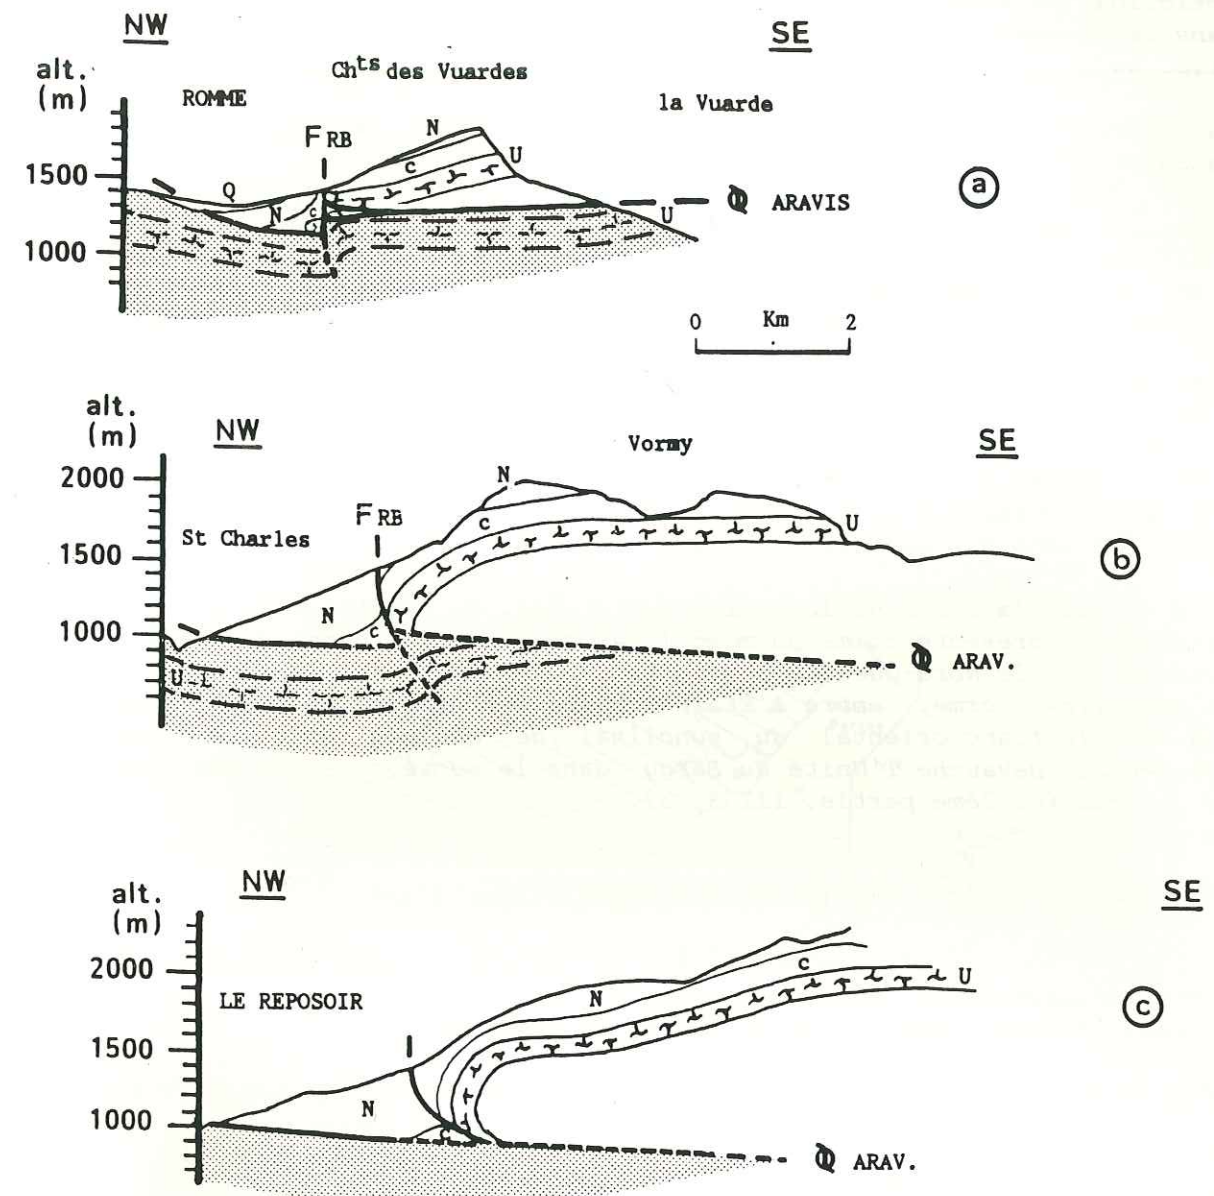 NW
SE
alt.
(m)
Chts des Vuardes
ROMME
la Vuarde
FRB
N
C
U
1500
Q
N
C
ⓐ
Φ ARAVIS
U
1000
0 Km 2
alt.
(m)
NW
Vormy
SE
2000
N
FRB
C
U
St Charles
1500
ⓑ
N
1000
C
Φ ARAV.
U-L
NW
SE
alt.
(m)
2000
C
U
LE REPOSOIR
N
ⓒ
1500
N
1000
C
Φ ARAV.